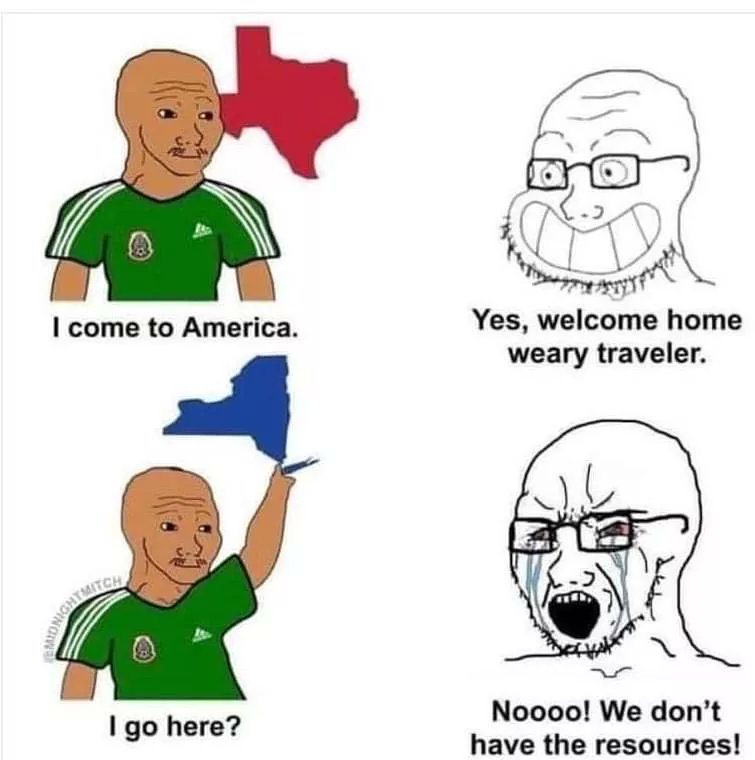 I come to America.
Yes, welcome home
weary traveler.
@MIDNIGHTMITCH
I go here?
Noooo! We don't
have the resources!